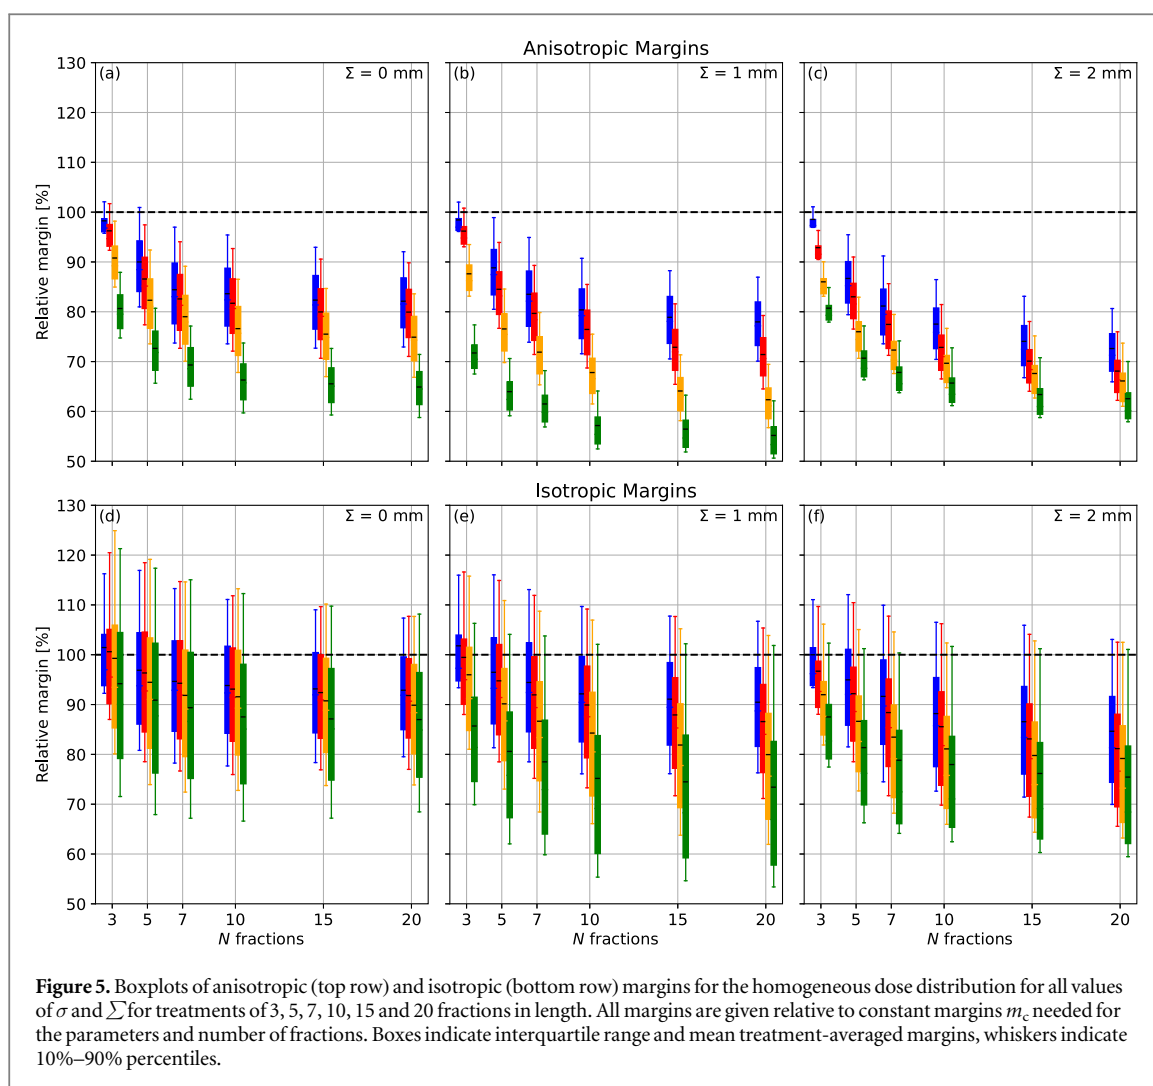 Anisotropic Margins
(a)
Σ = 0 mm
(b)
Σ = 1 mm
(c)
Σ = 2 mm
130
120
110
100
90
80
70
60
50
Relative margin [%]
Isotropic Margins
(d)
Σ = 0 mm
(e)
Σ = 1 mm
(f)
Σ = 2 mm
130
120
110
100
90
80
70
60
50
Relative margin [%]
3 5 7 10 15 20
N fractions
3 5 7 10 15 20
N fractions
3 5 7 10 15 20
N fractions
Figure 5. Boxplots of anisotropic (top row) and isotropic (bottom row) margins for the homogeneous dose distribution for all values
of σ and ∑ for treatments of 3, 5, 7, 10, 15 and 20 fractions in length. All margins are given relative to constant margins mc needed for
the parameters and number of fractions. Boxes indicate interquartile range and mean treatment-averaged margins, whiskers indicate
10%–90% percentiles.